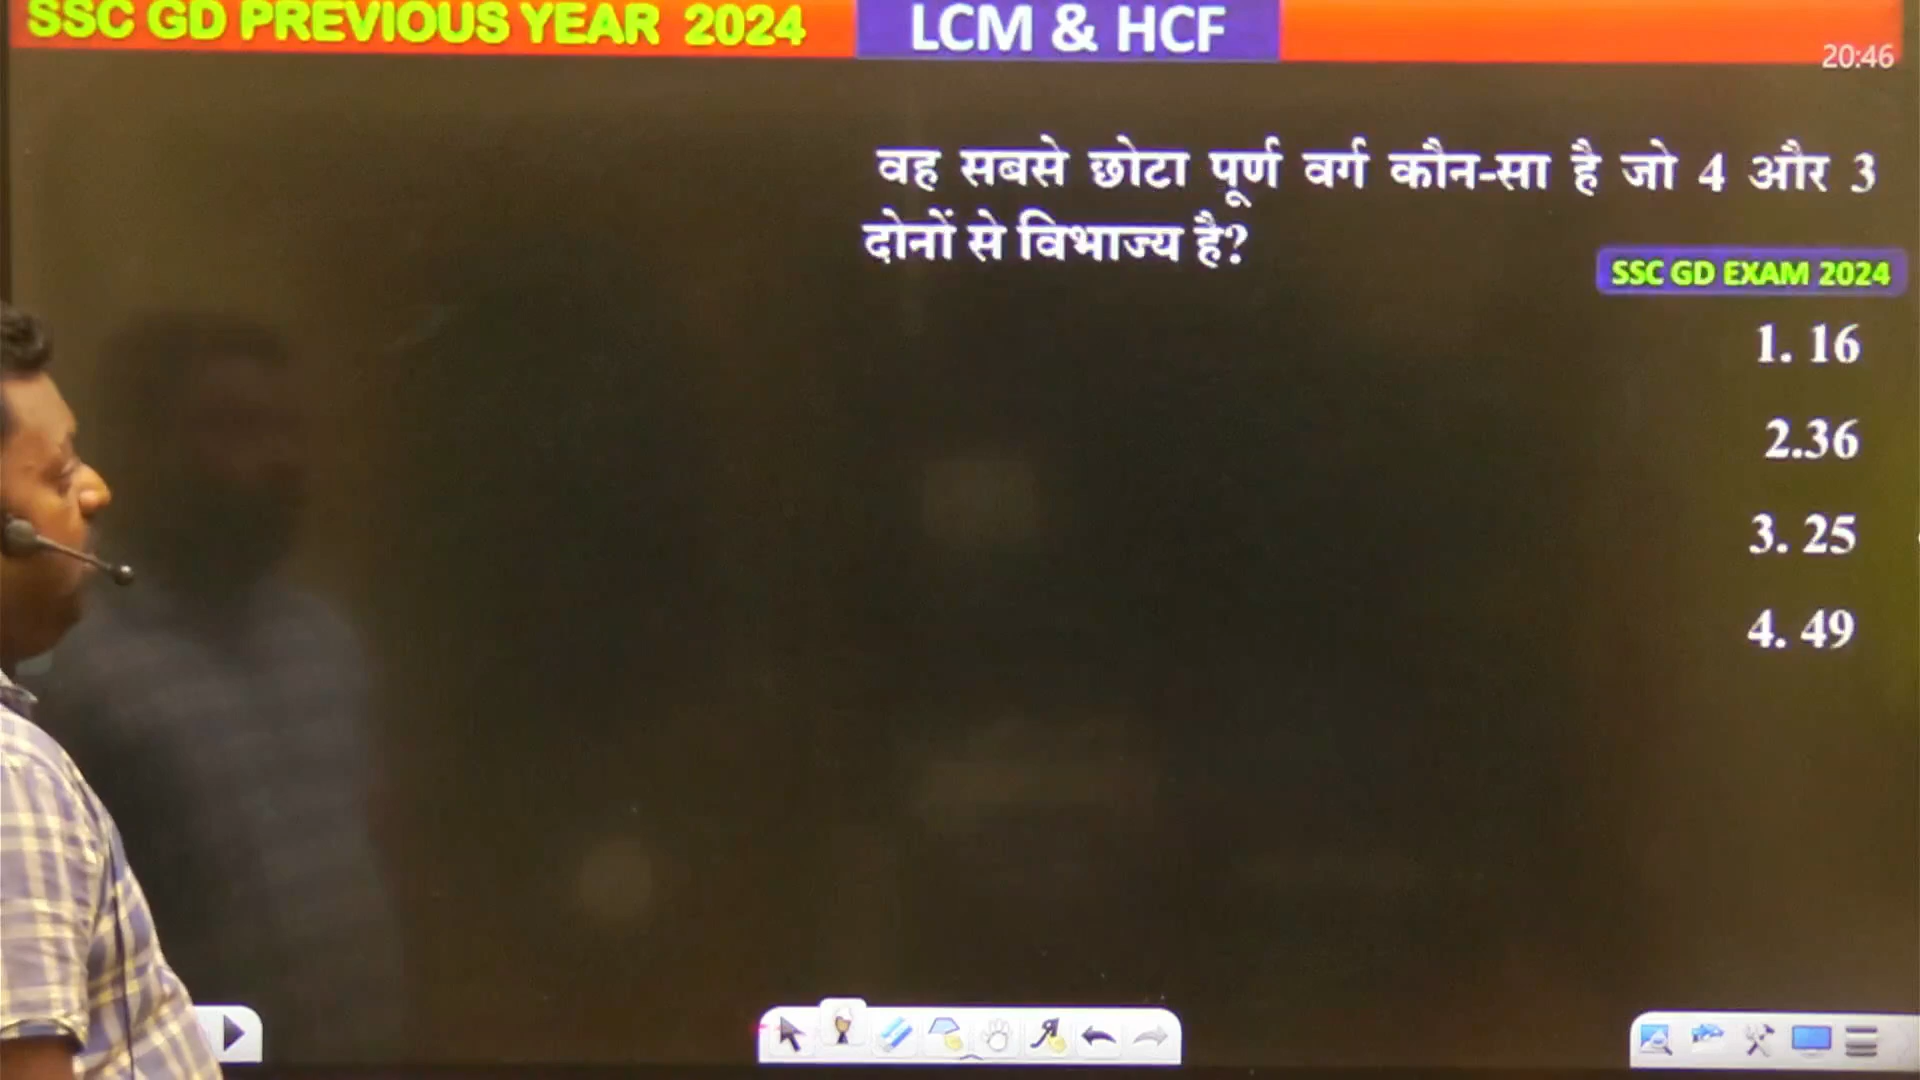 SSC GD PREVIOUS YEAR 2024
LCM & HCF
20:46
वह सबसे छोटा पूर्ण वर्ग कौन-सा है जो 4 और 3
दोनों से विभाज्य है?
SSC GD EXAM 2024
1. 16
2.36
3. 25
4. 49